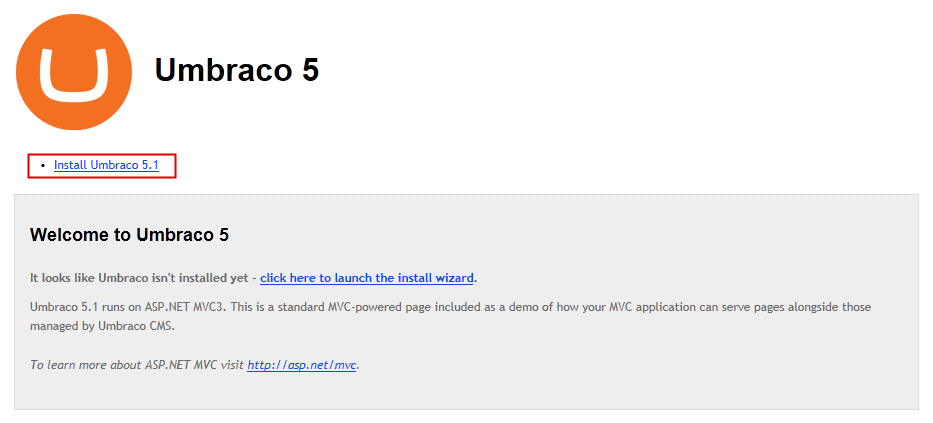 Umbraco 5
• Install Umbraco 5.1
Welcome to Umbraco 5
It looks like Umbraco isn't installed yet - click here to launch the install wizard.
Umbraco 5.1 runs on ASP.NET MVC3. This is a standard MVC-powered page included as a demo of how your MVC application can serve pages alongside those
managed by Umbraco CMS.
To learn more about ASP.NET MVC visit http://asp.net/mvc.